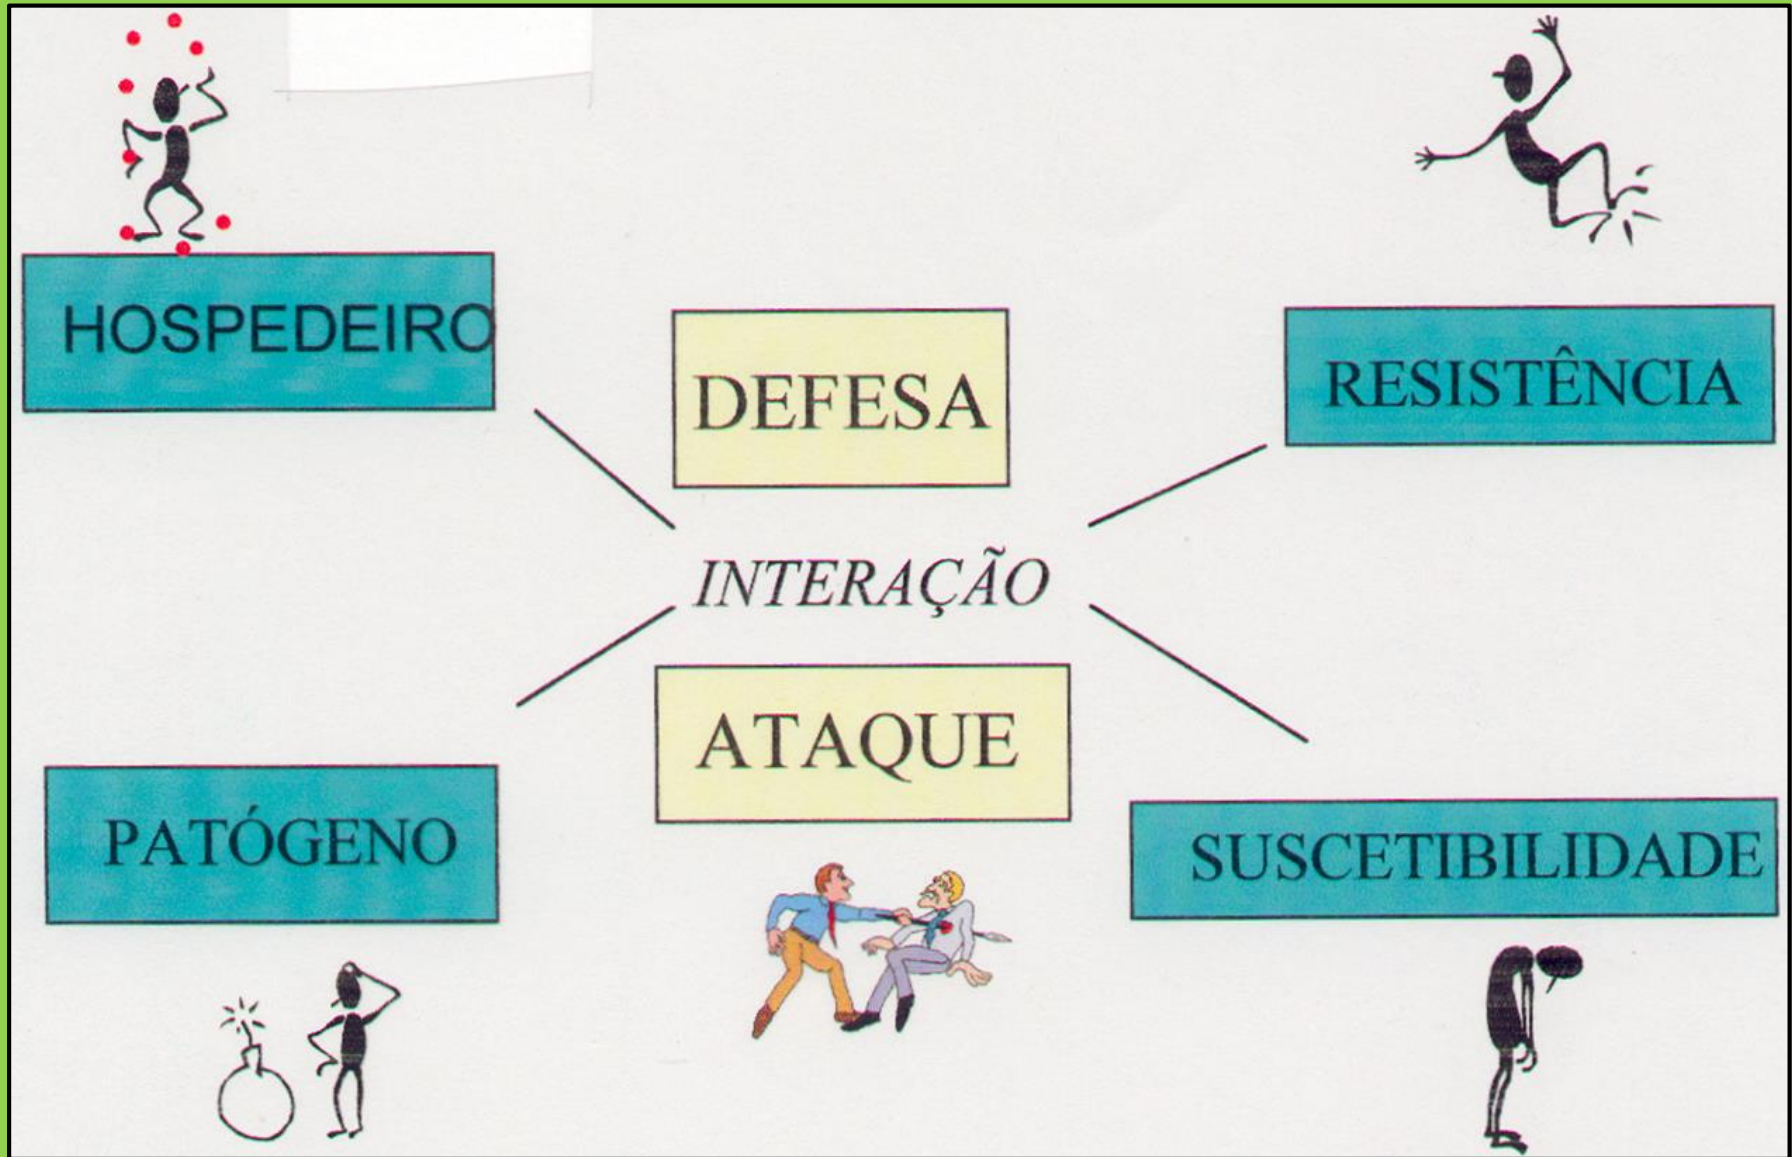 HOSPEDEIRO
DEFESA
RESISTÊNCIA
INTERAÇÃO
ATAQUE
PATÓGENO
SUSCETIBILIDADE